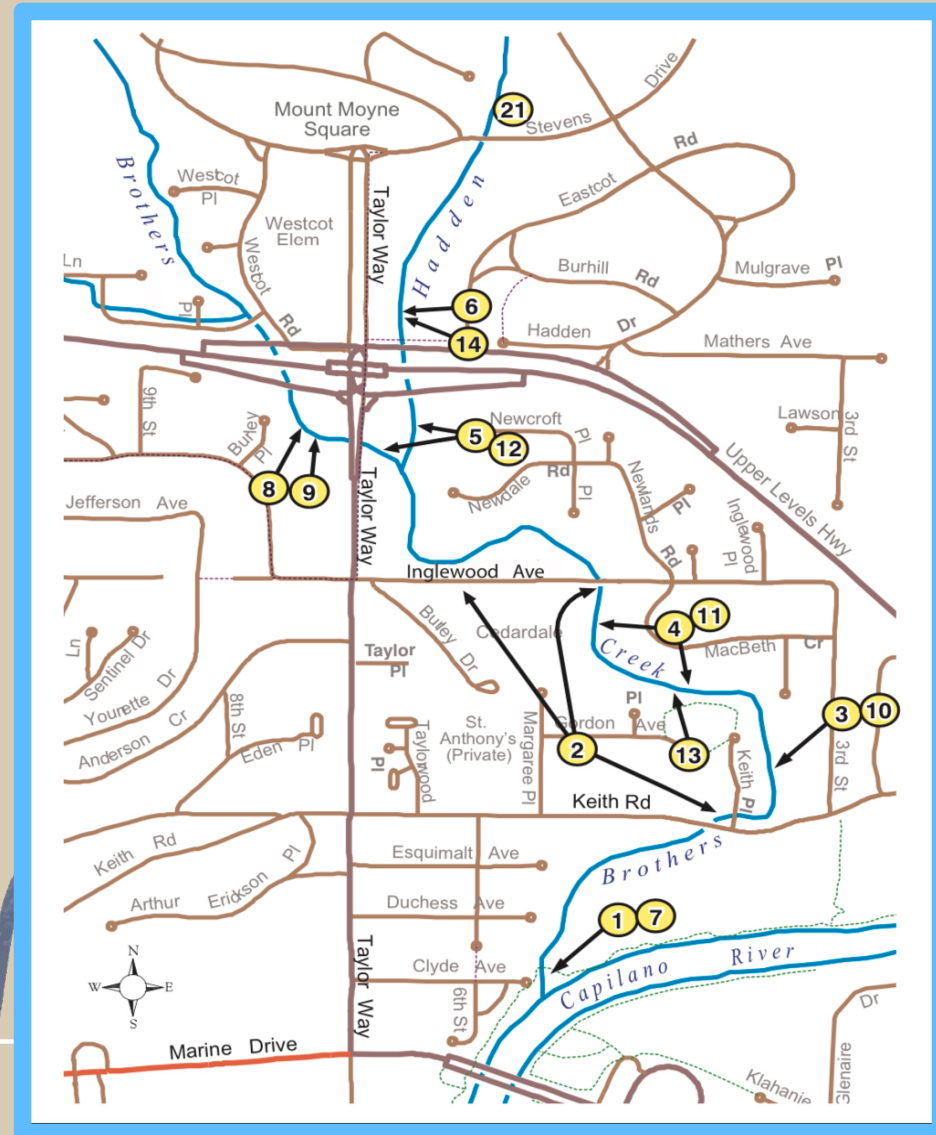 21
Mount Moyne
Square
Stevens
Drive
Brothers
Hadden
Westcot
Pl
Westcot
Elem
Westcot
Rd
Taylor Way
Eastcot
Rd
Burhill
Rd
Mulgrave Pl
Ln
Pl
6
14
Hadden
Dr
Mathers Ave
9th St
Burley
Pl
Newcroft
Pl
5
12
Lawson
3rd St
8
9
Newdale
Rd
Pl
Newlands
Pl
Rd
Inglewood
Pl
Upper Levels Hwy
Jefferson Ave
Taylor Way
Inglewood Ave
Burley Dr
Cedardale
4
11
Ln
Sentinel Dr
Taylor
Pl
Creek
MacBeth
Cr
Yourette
Dr
Anderson Cr
8th St
Eden Pl
Taylorwood
Pl
St.
Anthony's
(Private)
Margaree Pl
Gordon Ave
Pl
2
13
Keith
Pl
3
10
3rd St
Keith Rd
Keith Rd
Brothers
Esquimalt Ave
Arthur Erickson Pl
Duchess Ave
1
7
Taylor Way
Clyde Ave
6th St
Capilano River
N
W
E
S
Marine Drive
Dr
Glenaire
Klahanie